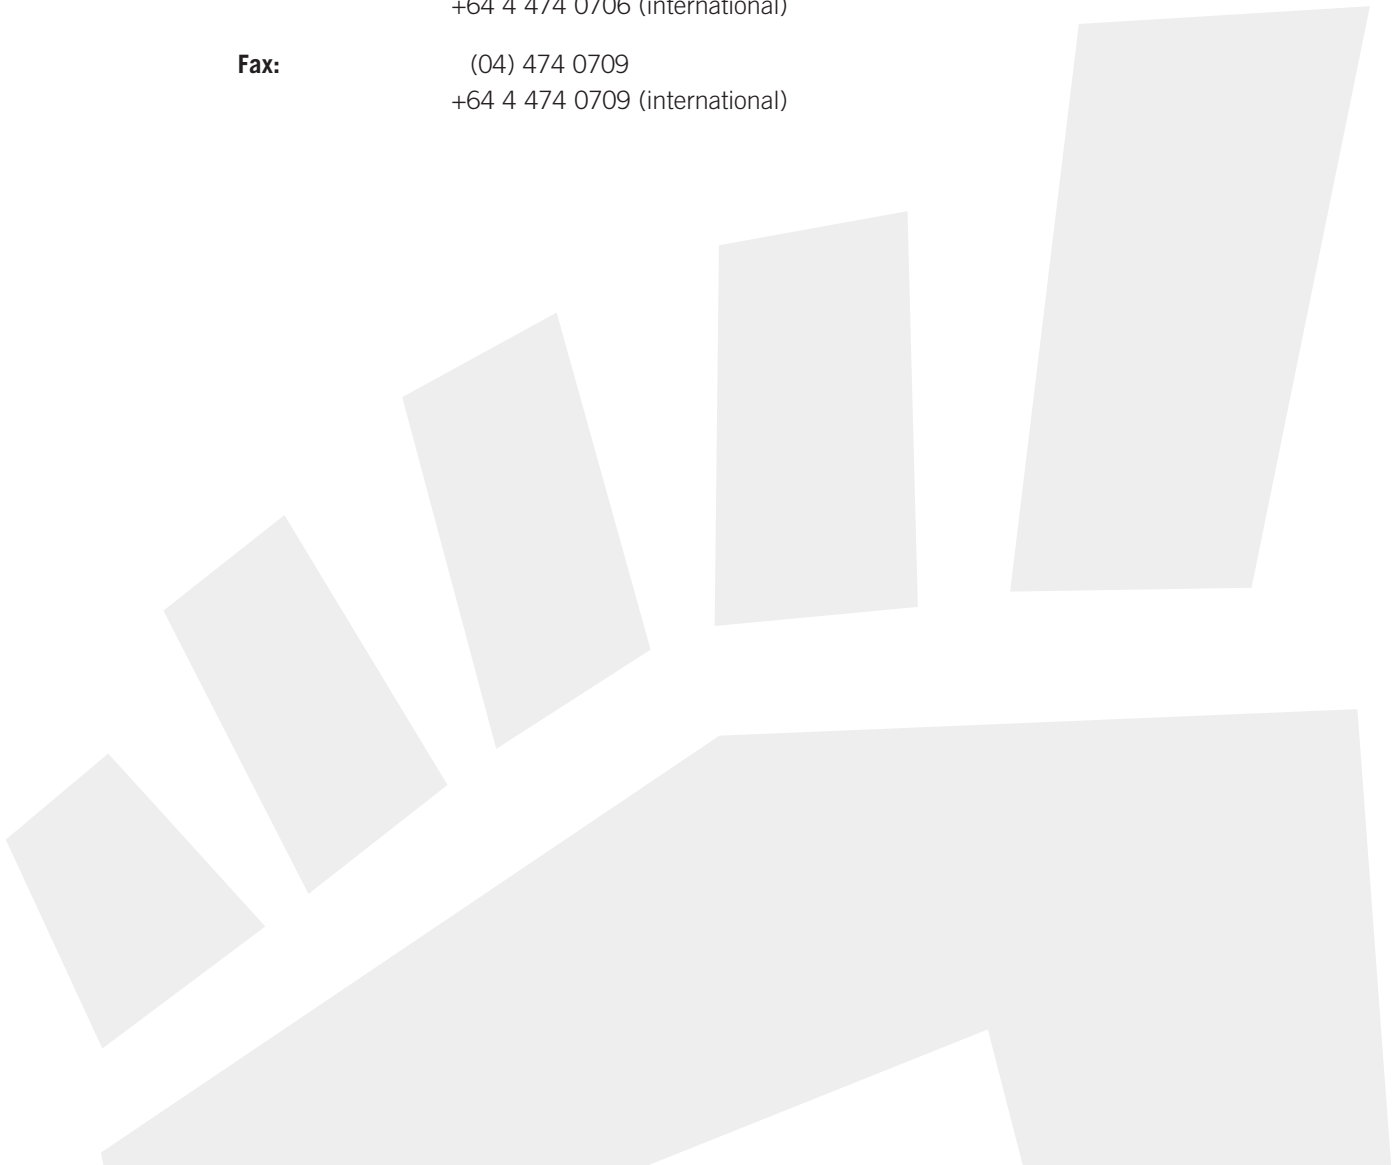 +64 4 474 0706 (international)
Fax: (04) 474 0709
+64 4 474 0709 (international)